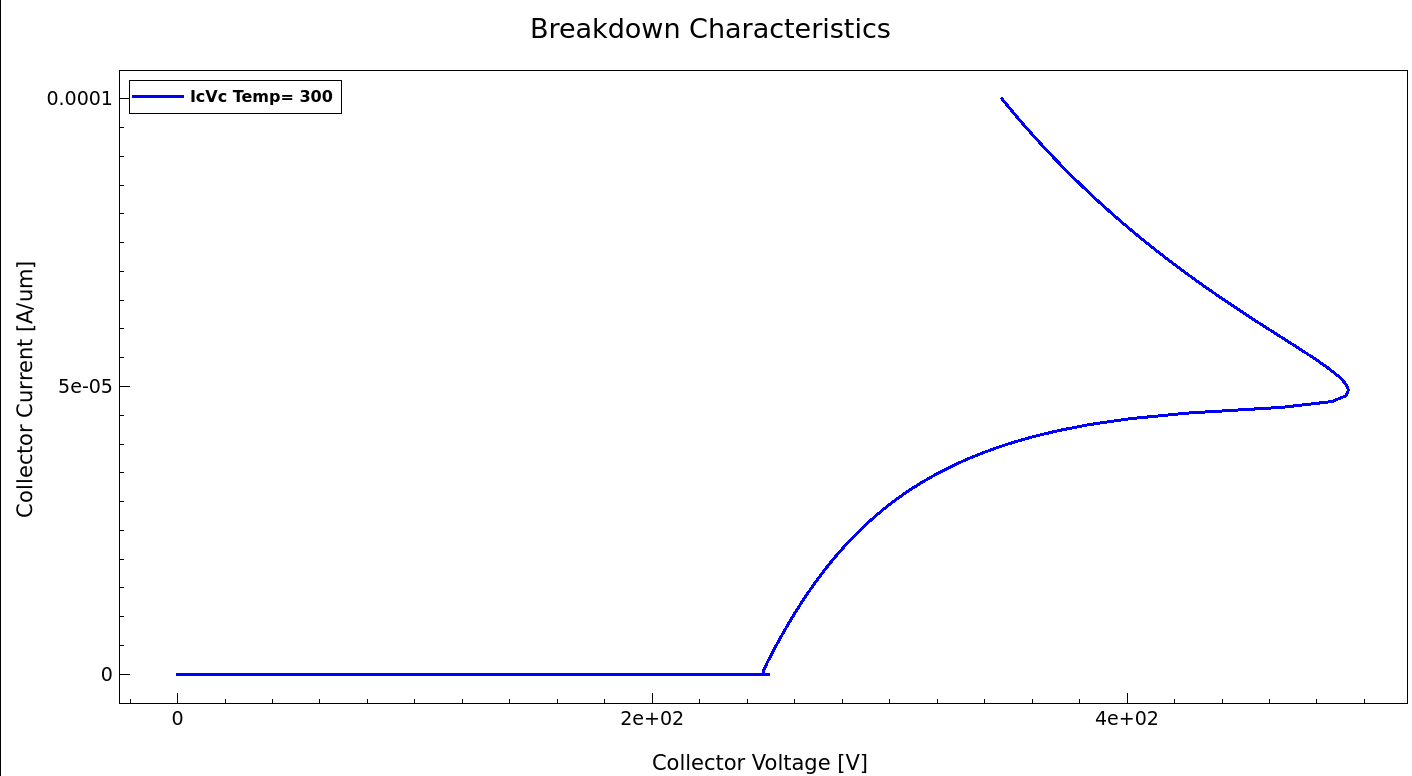 Breakdown Characteristics
IcVc Temp= 300
0.0001
5e-05
0
Collector Current [A/um]
0
2e+02
4e+02
Collector Voltage [V]